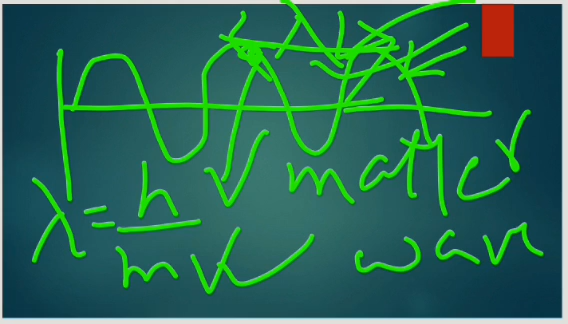 λ
λ = h/mv √ matter
wave